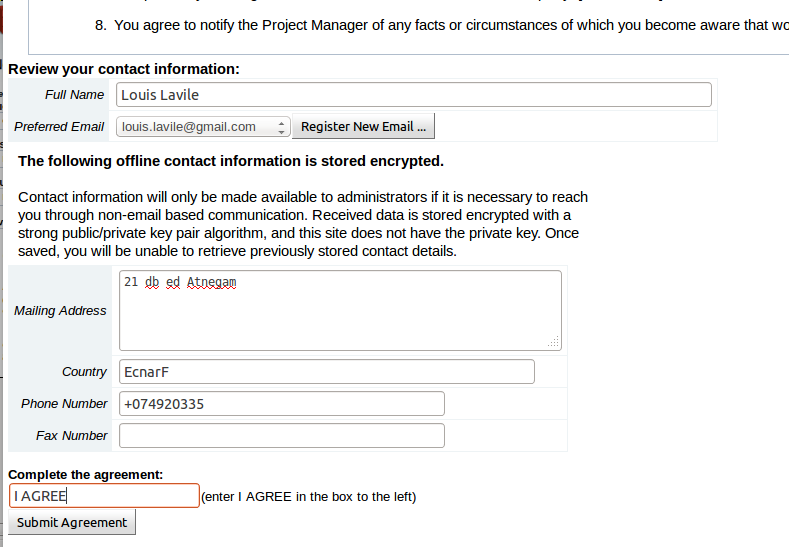 8. You agree to notify the Project Manager of any facts or circumstances of which you become aware that wo
Review your contact information:
Full Name Louis Lavile
Preferred Email louis.lavile@gmail.com Register New Email ...
The following offline contact information is stored encrypted.
Contact information will only be made available to administrators if it is necessary to reach
you through non-email based communication. Received data is stored encrypted with a
strong public/private key pair algorithm, and this site does not have the private key. Once
saved, you will be unable to retrieve previously stored contact details.
21 db ed Atnegam
Mailing Address
Country EcnarF
Phone Number +074920335
Fax Number
Complete the agreement:
I AGREE (enter I AGREE in the box to the left)
Submit Agreement